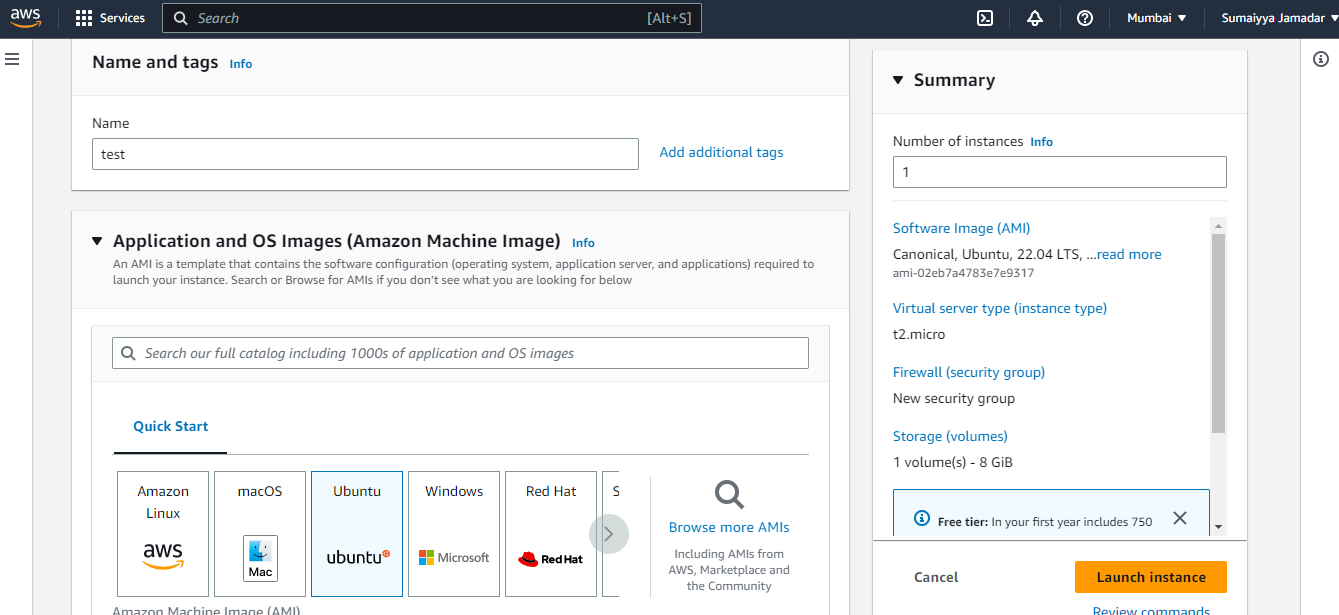 aws
Services
Search
[Alt+S]
Mumbai
Sumaiyya Jamadar
Name and tags Info
Name
test
Add additional tags
Application and OS Images (Amazon Machine Image) Info
An AMI is a template that contains the software configuration (operating system, application server, and applications) required to
launch your instance. Search or Browse for AMIs if you don't see what you are looking for below
Search our full catalog including 1000s of application and OS images
Quick Start
Amazon
Linux
aws
macOS
Mac
Ubuntu
ubuntu
Windows
Microsoft
Red Hat
Red Hat
S
Browse more AMIs
Including AMIs from
AWS, Marketplace and
the Community
Amazon Machine Image (AMI)
Summary
Number of instances Info
1
Software Image (AMI)
Canonical, Ubuntu, 22.04 LTS, ...read more
ami-02eb7a4783e7e9317
Virtual server type (instance type)
t2.micro
Firewall (security group)
New security group
Storage (volumes)
1 volume(s) - 8 GiB
Free tier: In your first year includes 750
Cancel
Launch instance
Review commands